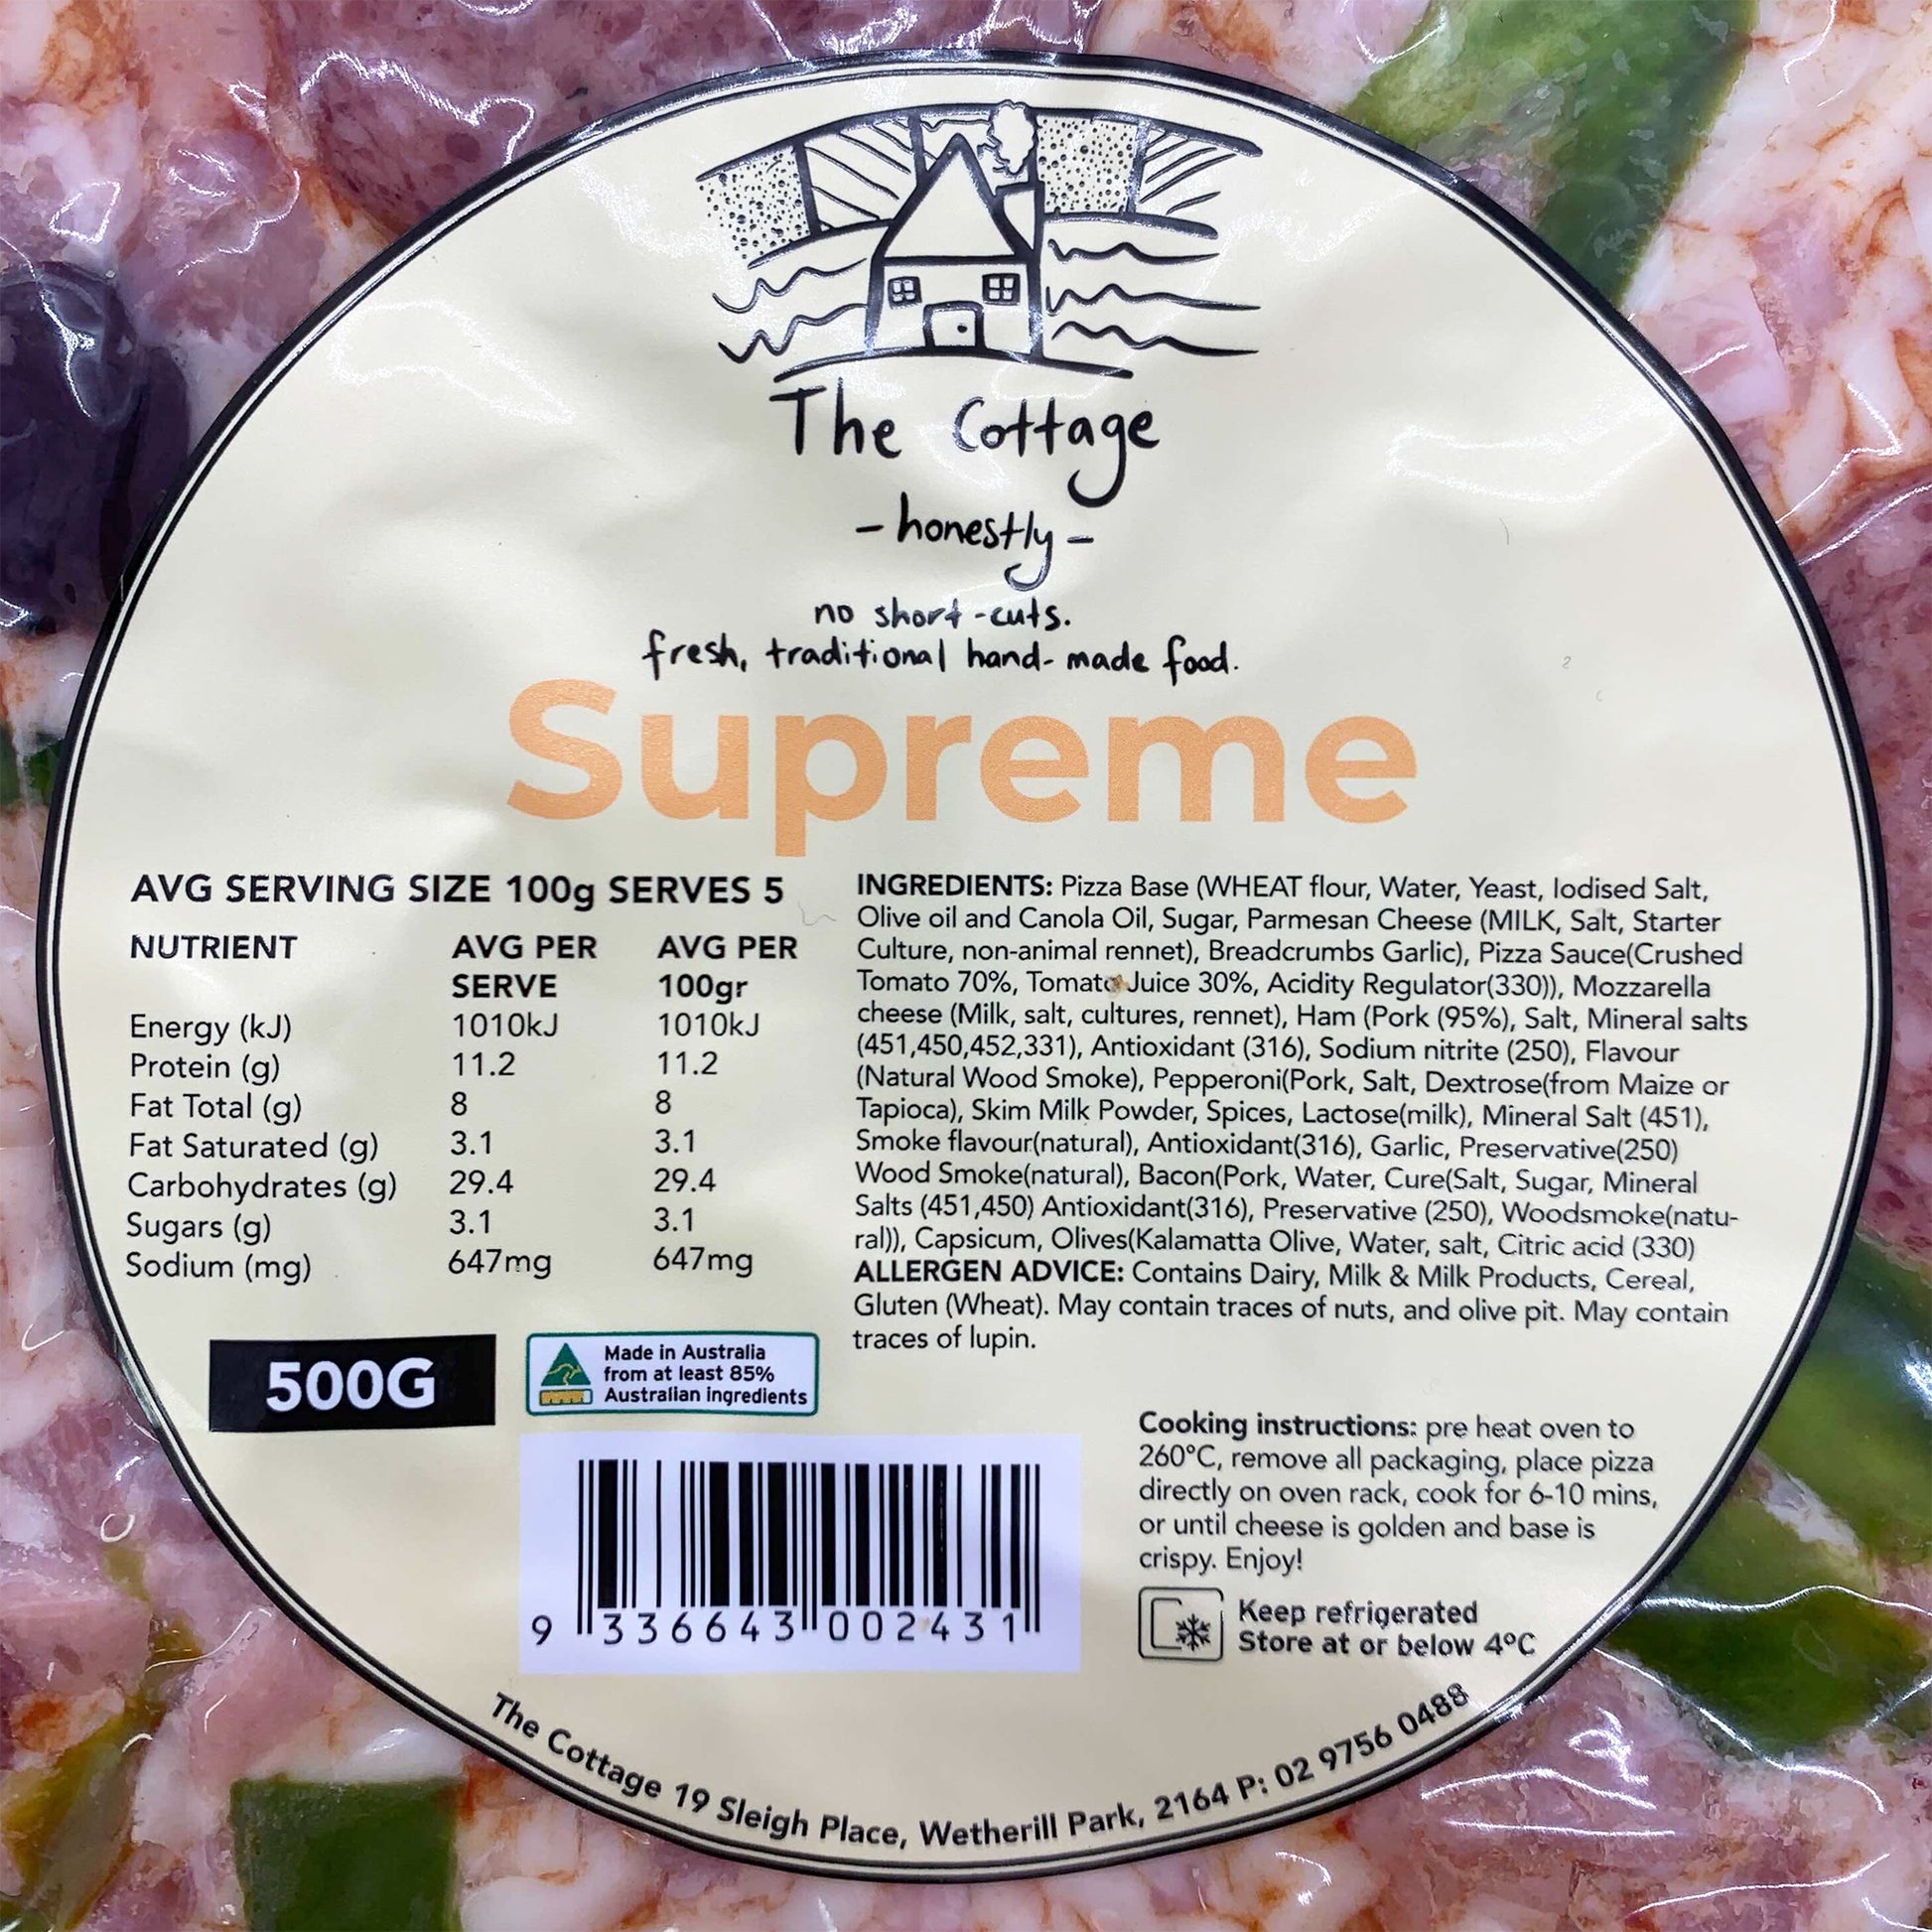 The Cottage
- honestly -
no short-cuts.
fresh, traditional hand-made food.
Supreme
AVG SERVING SIZE 100g SERVES 5
NUTRIENT AVG PER SERVE AVG PER 100gr
Energy (kJ) 1010kJ 1010kJ
Protein (g) 11.2 11.2
Fat Total (g) 8 8
Fat Saturated (g) 3.1 3.1
Carbohydrates (g) 29.4 29.4
Sugars (g) 3.1 3.1
Sodium (mg) 647mg 647mg
INGREDIENTS: Pizza Base (WHEAT flour, Water, Yeast, Iodised Salt,
Olive oil and Canola Oil, Sugar, Parmesan Cheese (MILK, Salt, Starter
Culture, non-animal rennet), Breadcrumbs Garlic), Pizza Sauce(Crushed
Tomato 70%, Tomato Juice 30%, Acidity Regulator(330)), Mozzarella
cheese (Milk, salt, cultures, rennet), Ham (Pork (95%), Salt, Mineral salts
(451,450,452,331), Antioxidant (316), Sodium nitrite (250), Flavour
(Natural Wood Smoke), Pepperoni(Pork, Salt, Dextrose(from Maize or
Tapioca), Skim Milk Powder, Spices, Lactose(milk), Mineral Salt (451),
Smoke flavour(natural), Antioxidant(316), Garlic, Preservative(250)
Wood Smoke(natural), Bacon(Pork, Water, Cure(Salt, Sugar, Mineral
Salts (451,450) Antioxidant(316), Preservative (250), Woodsmoke(natu-
ral)), Capsicum, Olives(Kalamatta Olive, Water, salt, Citric acid (330)
ALLERGEN ADVICE: Contains Dairy, Milk & Milk Products, Cereal,
Gluten (Wheat). May contain traces of nuts, and olive pit. May contain
traces of lupin.
500G
Made in Australia
from at least 85%
Australian ingredients
9 336643 002431
Cooking instructions: pre heat oven to
260°C, remove all packaging, place pizza
directly on oven rack, cook for 6-10 mins,
or until cheese is golden and base is
crispy. Enjoy!
Keep refrigerated
Store at or below 4°C
The Cottage 19 Sleigh Place, Wetherill Park, 2164 P: 02 9756 0488